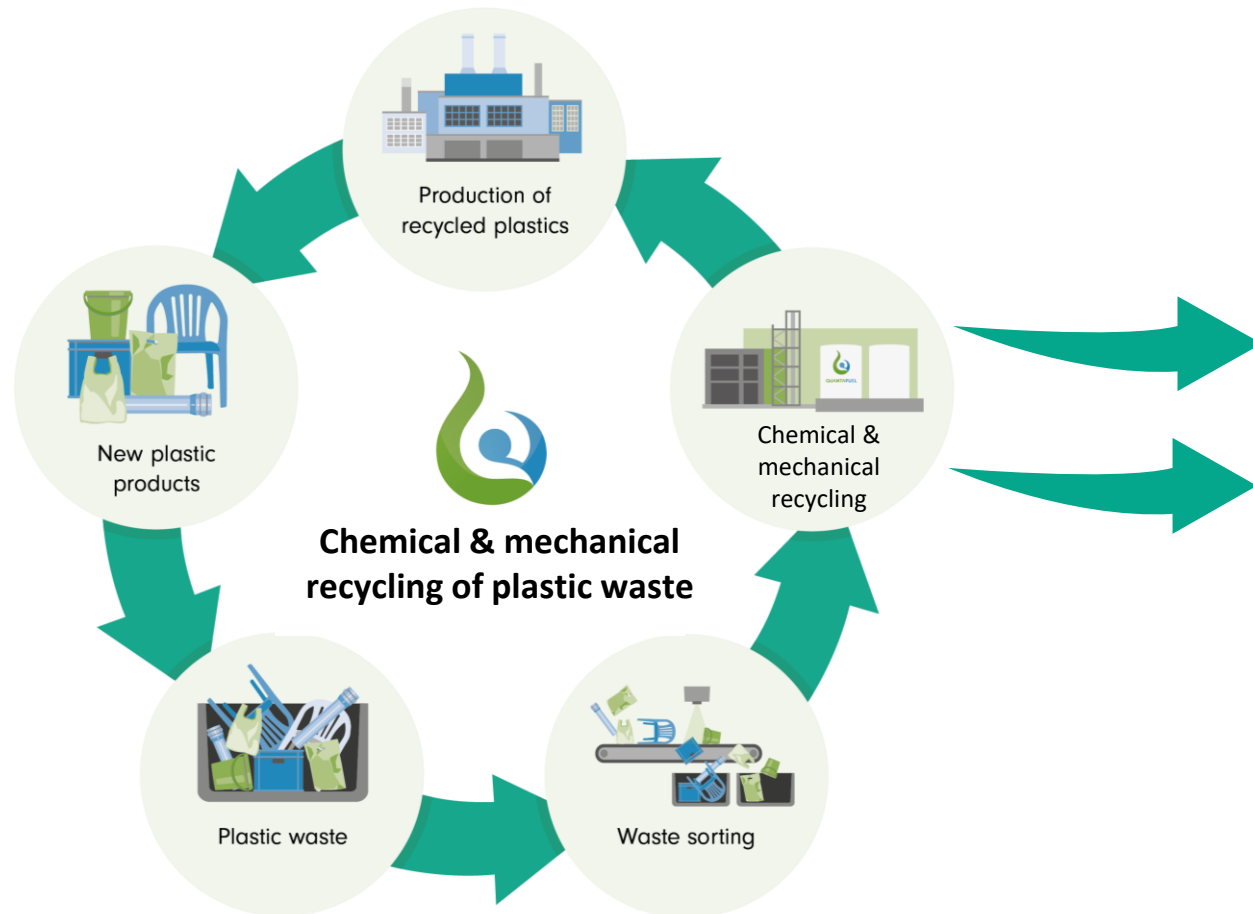 Production of
recycled plastics
New plastic
products
QUANTAFUEL
Chemical &
mechanical
recycling
Chemical & mechanical
recycling of plastic waste
Plastic waste
Waste sorting